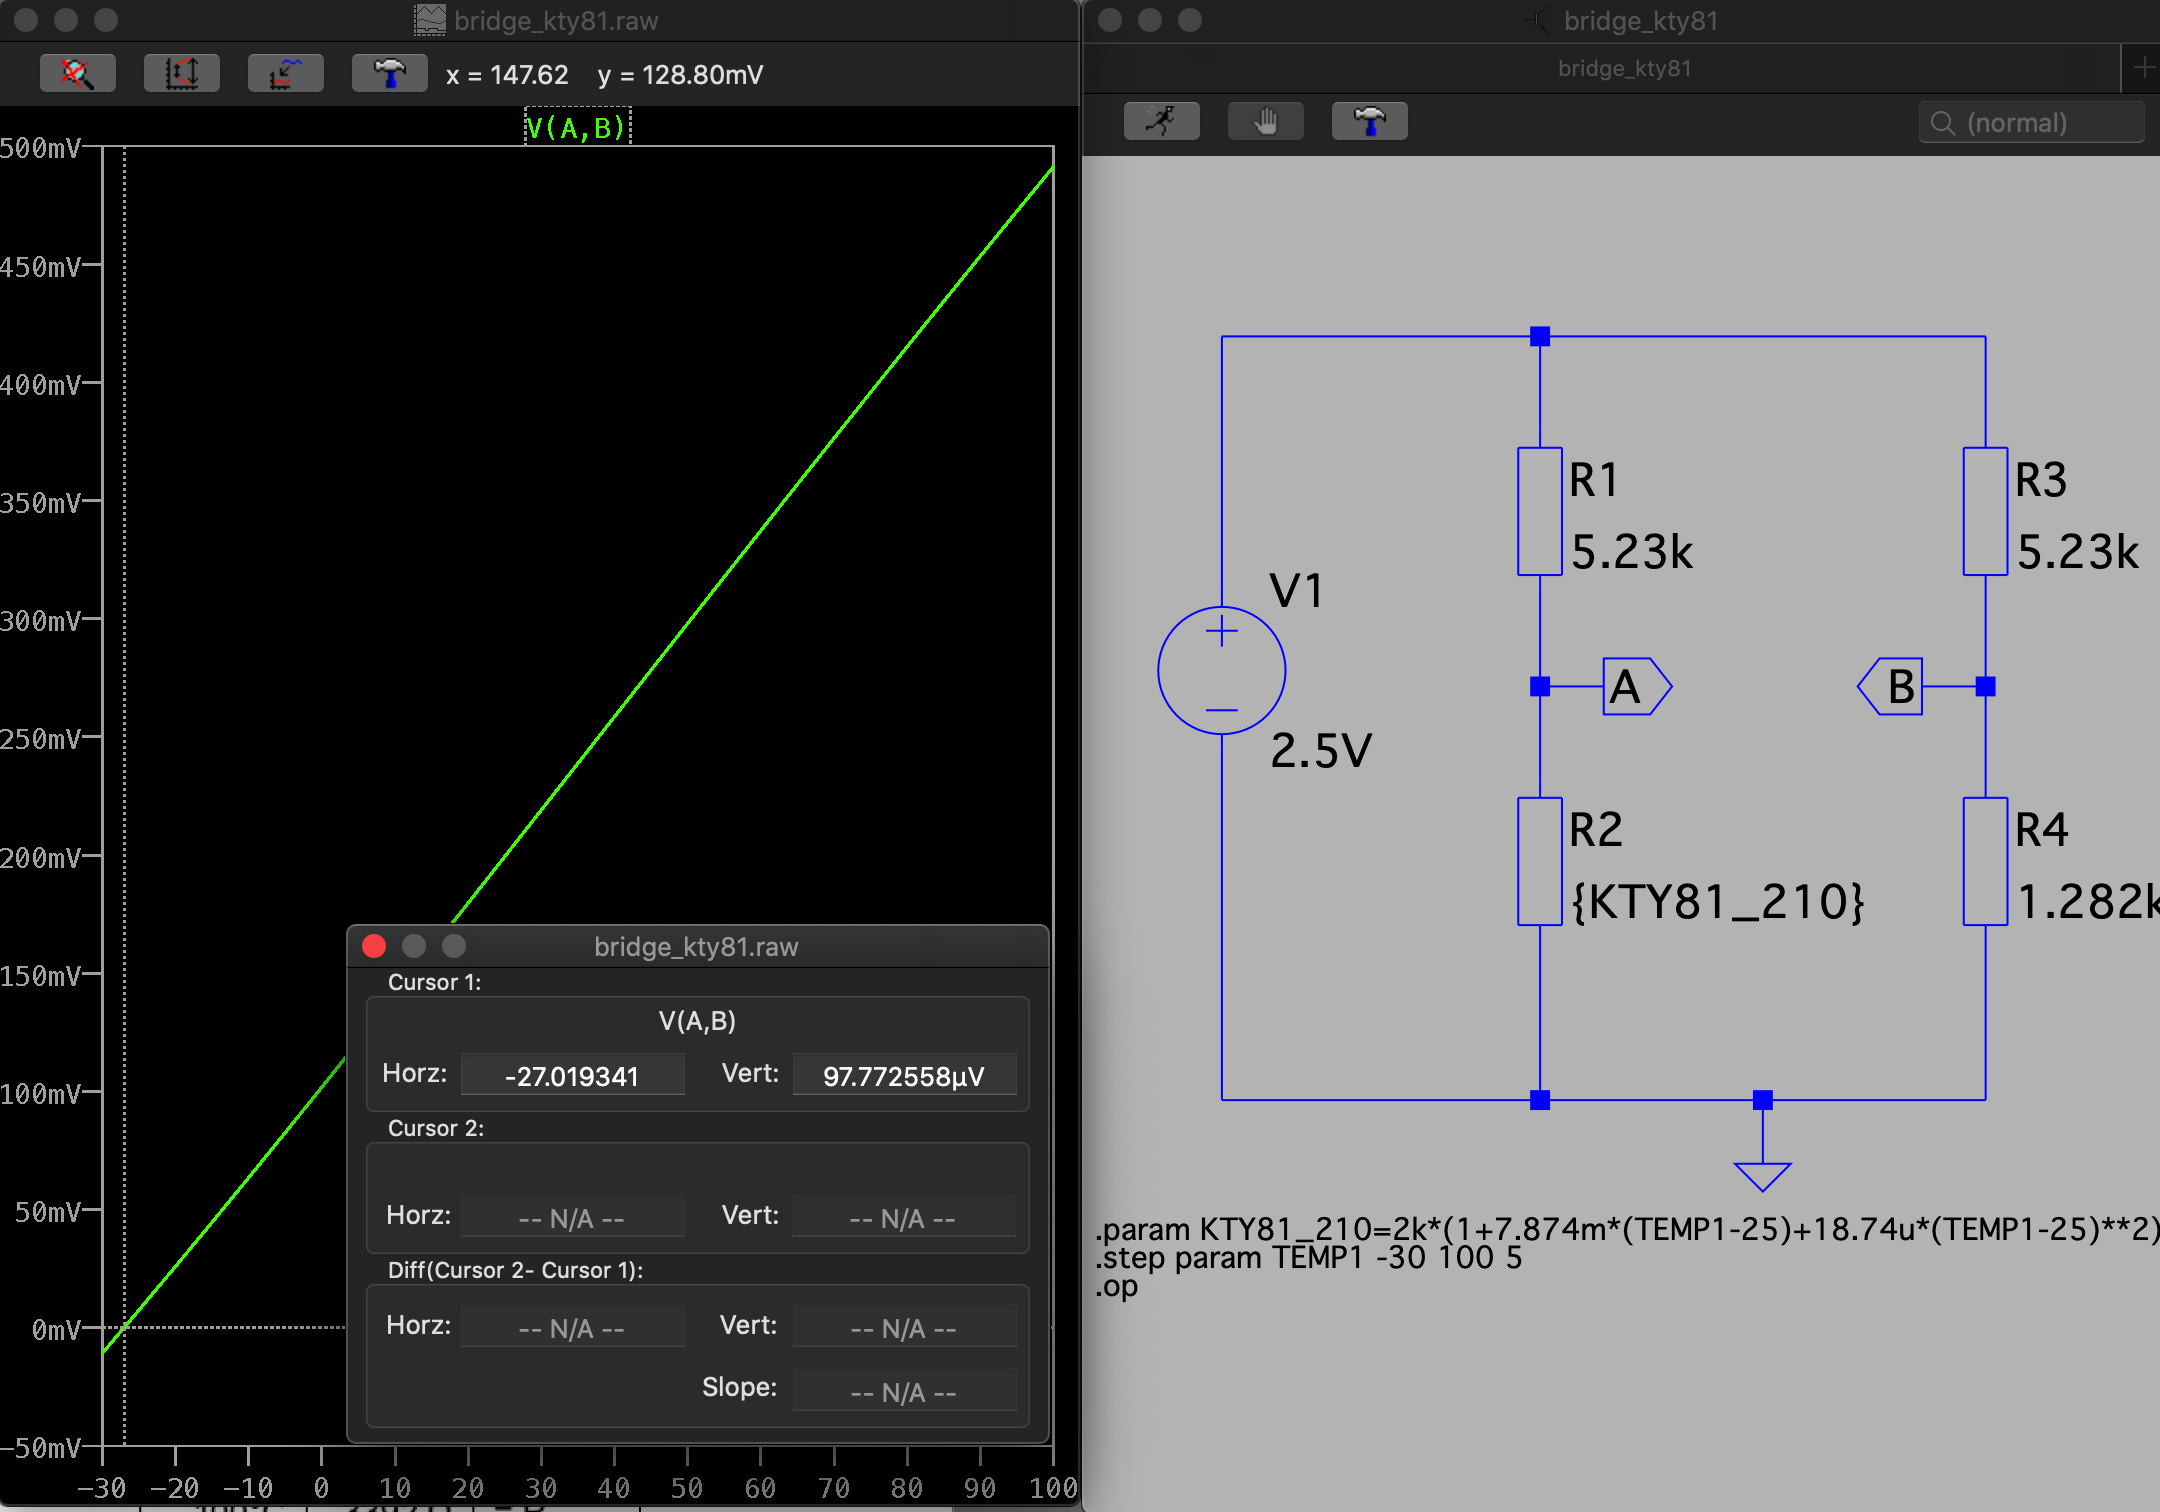 bridge_kty81.raw
x = 147.62 y = 128.80mV
V(A,B)
500mV
450mV
400mV
350mV
300mV
250mV
200mV
150mV
100mV
50mV
0mV
-50mV
-30 -20 -10 0 10 20 30 40 50 60 70 80 90 100
bridge_kty81.raw
Cursor 1:
V(A,B)
Horz: -27.019341 Vert: 97.772558µV
Cursor 2:
Horz: -- N/A -- Vert: -- N/A --
Diff(Cursor 2- Cursor 1):
Horz: -- N/A -- Vert: -- N/A --
Slope: -- N/A --
bridge_kty81
bridge_kty81
(normal)
R1
5.23k
R3
5.23k
V1
2.5V
A
B
R2
{KTY81_210}
R4
1.282k
.param KTY81_210=2k*(1+7.874m*(TEMP1-25)+18.74u*(TEMP1-25)**2)
.step param TEMP1 -30 100 5
.op